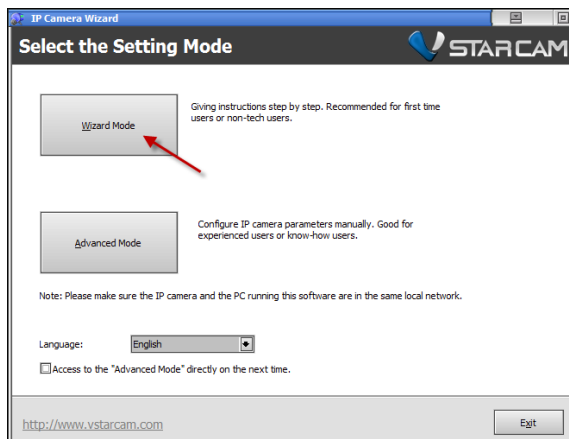 IP Camera Wizard
Select the Setting Mode
VSTARCAM
Wizard Mode
Giving instructions step by step. Recommended for first time
users or non-tech users.
Advanced Mode
Configure IP camera parameters manually. Good for
experienced users or know-how users.
Note: Please make sure the IP camera and the PC running this software are in the same local network.
Language:
English
Access to the "Advanced Mode" directly on the next time.
http://www.vstarcam.com
Exit